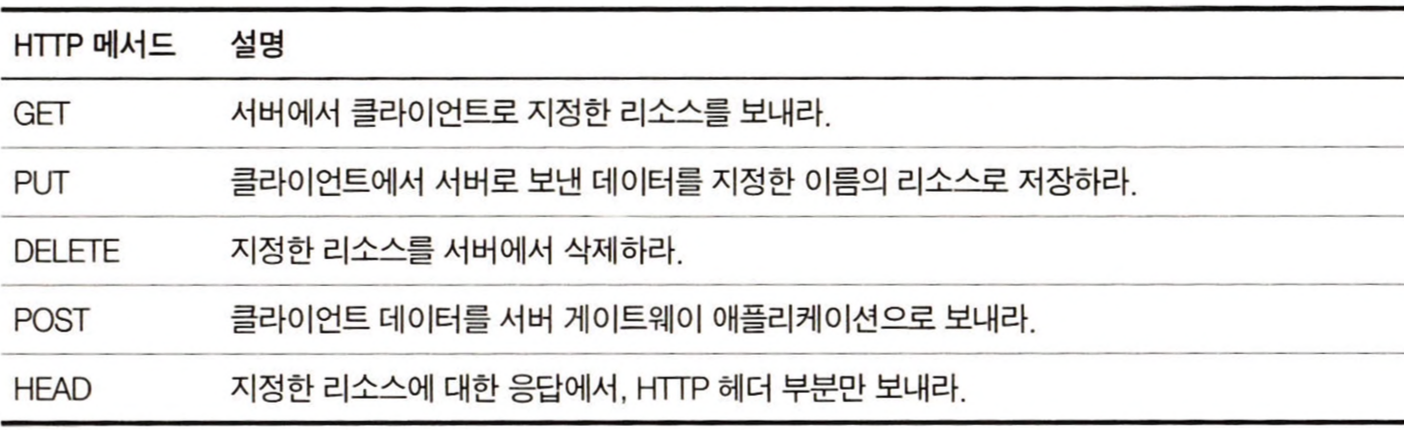 HTTP 메서드 설명
GET 서버에서 클라이언트로 지정한 리소스를 보내라.
PUT 클라이언트에서 서버로 보낸 데이터를 지정한 이름의 리소스로 저장하라.
DELETE 지정한 리소스를 서버에서 삭제하라.
POST 클라이언트 데이터를 서버 게이트웨이 애플리케이션으로 보내라.
HEAD 지정한 리소스에 대한 응답에서, HTTP 헤더 부분만 보내라.